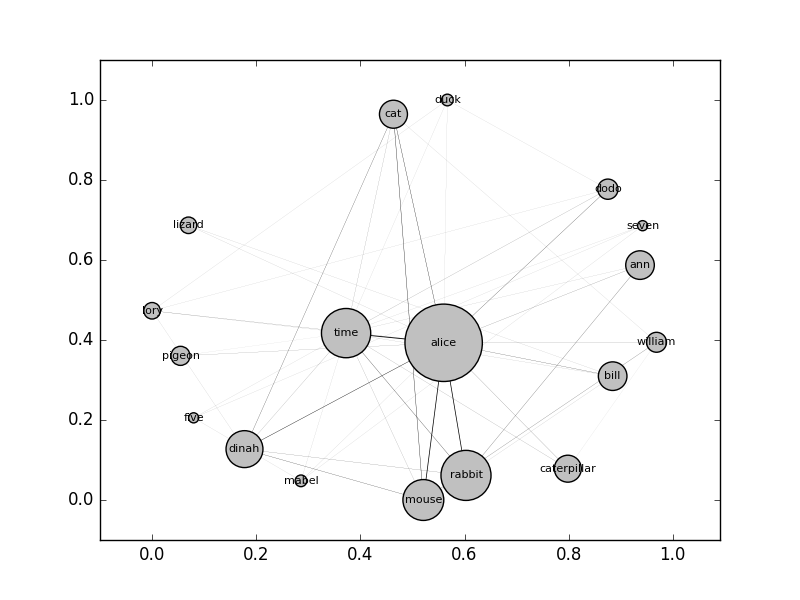 1.0
0.8
0.6
0.4
0.2
0.0
duck
cat
dodo
lizard
seven
ann
lory
time
alice
william
pigeon
bill
five
dinah
caterpillar
rabbit
mabel
mouse
0.0 0.2 0.4 0.6 0.8 1.0